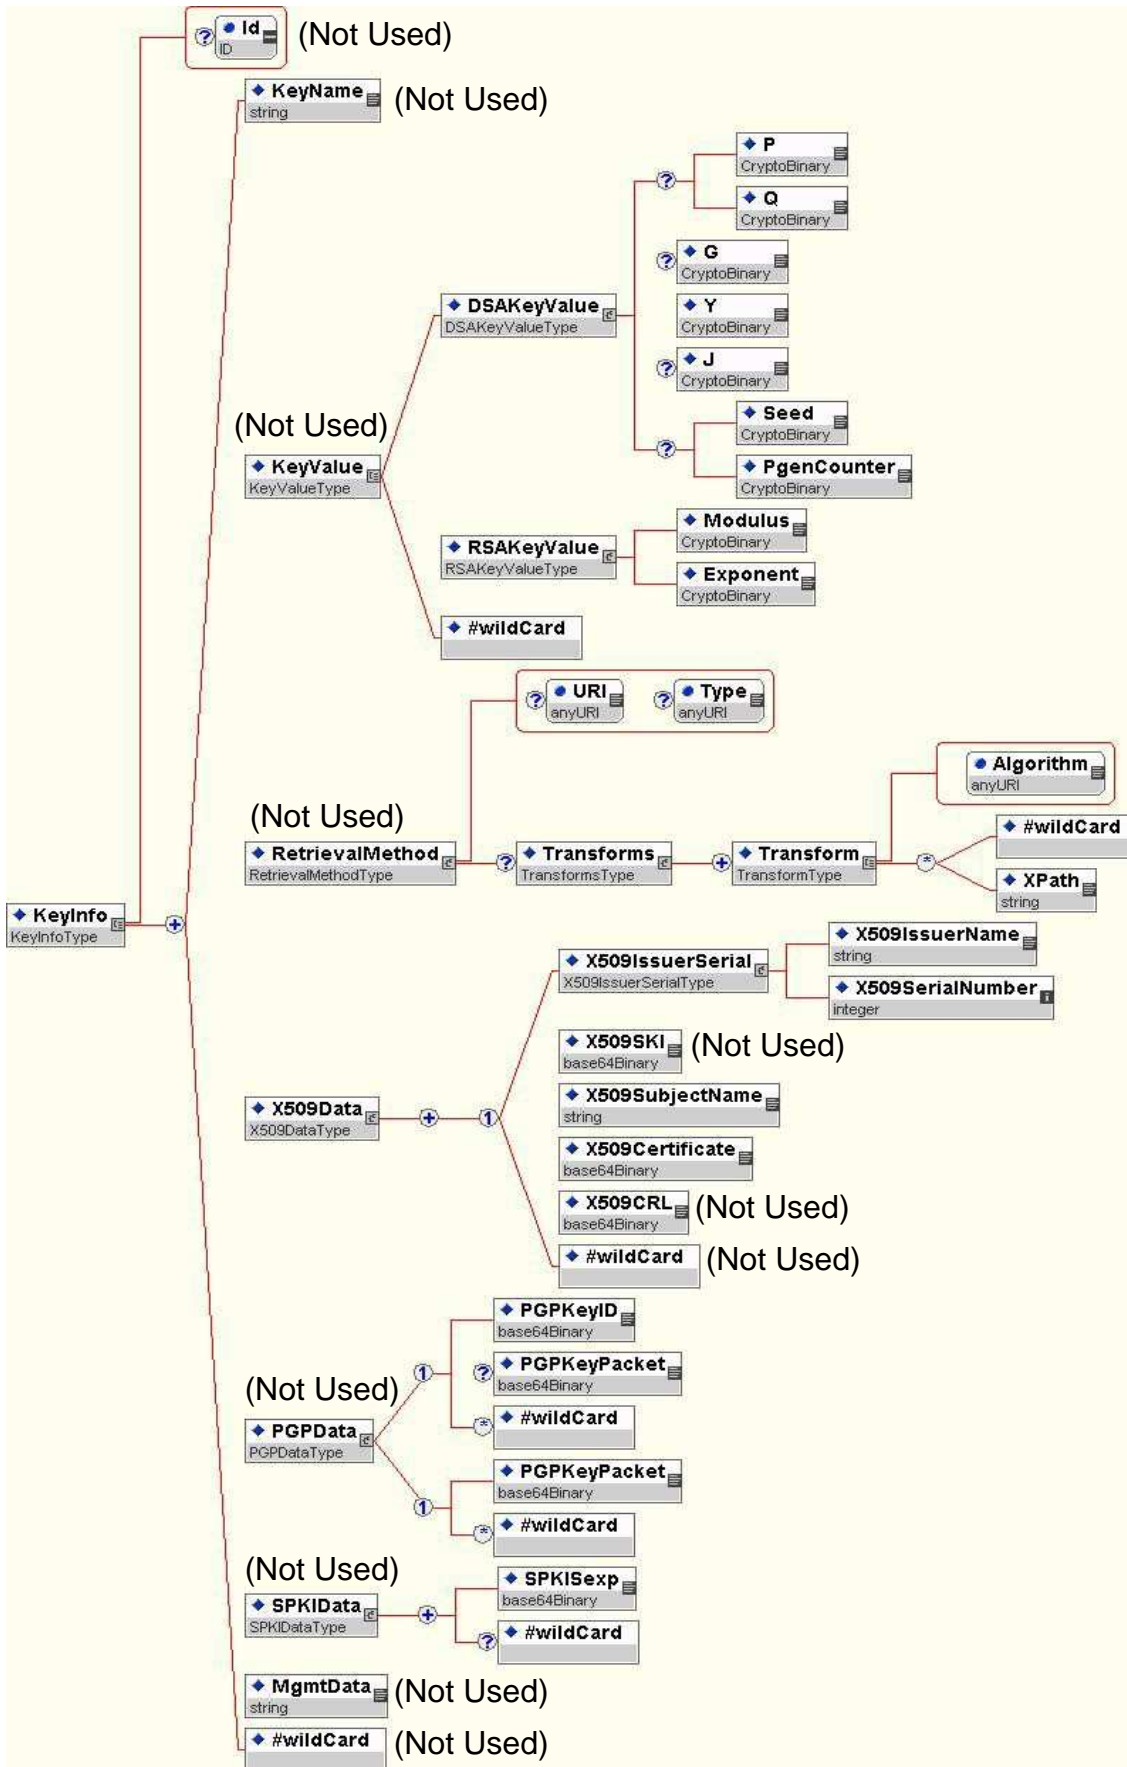 Id
(Not Used)
ID
KeyName
(Not Used)
string
P
CryptoBinary
?
Q
CryptoBinary
G
?
CryptoBinary
DSAKeyValue
DSAKeyValueType
Y
CryptoBinary
J
?
CryptoBinary
Seed
CryptoBinary
?
PgenCounter
CryptoBinary
(Not Used)
KeyValue
KeyValueType
Modulus
CryptoBinary
RSAKeyValue
RSAKeyValueType
Exponent
CryptoBinary
#wildCard
? URI
anyURI
? Type
anyURI
Algorithm
anyURI
(Not Used)
RetrievalMethod
RetrievalMethodType
? Transforms
TransformsType
+ Transform
TransformType
*
#wildCard
XPath
string
KeyInfo
KeyInfoType
+
X509IssuerSerial
X509IssuerSerialType
X509IssuerName
string
X509SerialNumber
integer
X509SKI
(Not Used)
base64Binary
X509Data
X509DataType
+
1
X509SubjectName
string
X509Certificate
base64Binary
X509CRL
(Not Used)
base64Binary
#wildCard
(Not Used)
PGPKeyID
base64Binary
1
? PGPKeyPacket
base64Binary
(Not Used)
* #wildCard
PGPData
PGPDataType
PGPKeyPacket
base64Binary
1
* #wildCard
(Not Used)
SPKISexp
base64Binary
SPKIData
SPKIDataType
+
? #wildCard
MgmtData
(Not Used)
string
#wildCard
(Not Used)